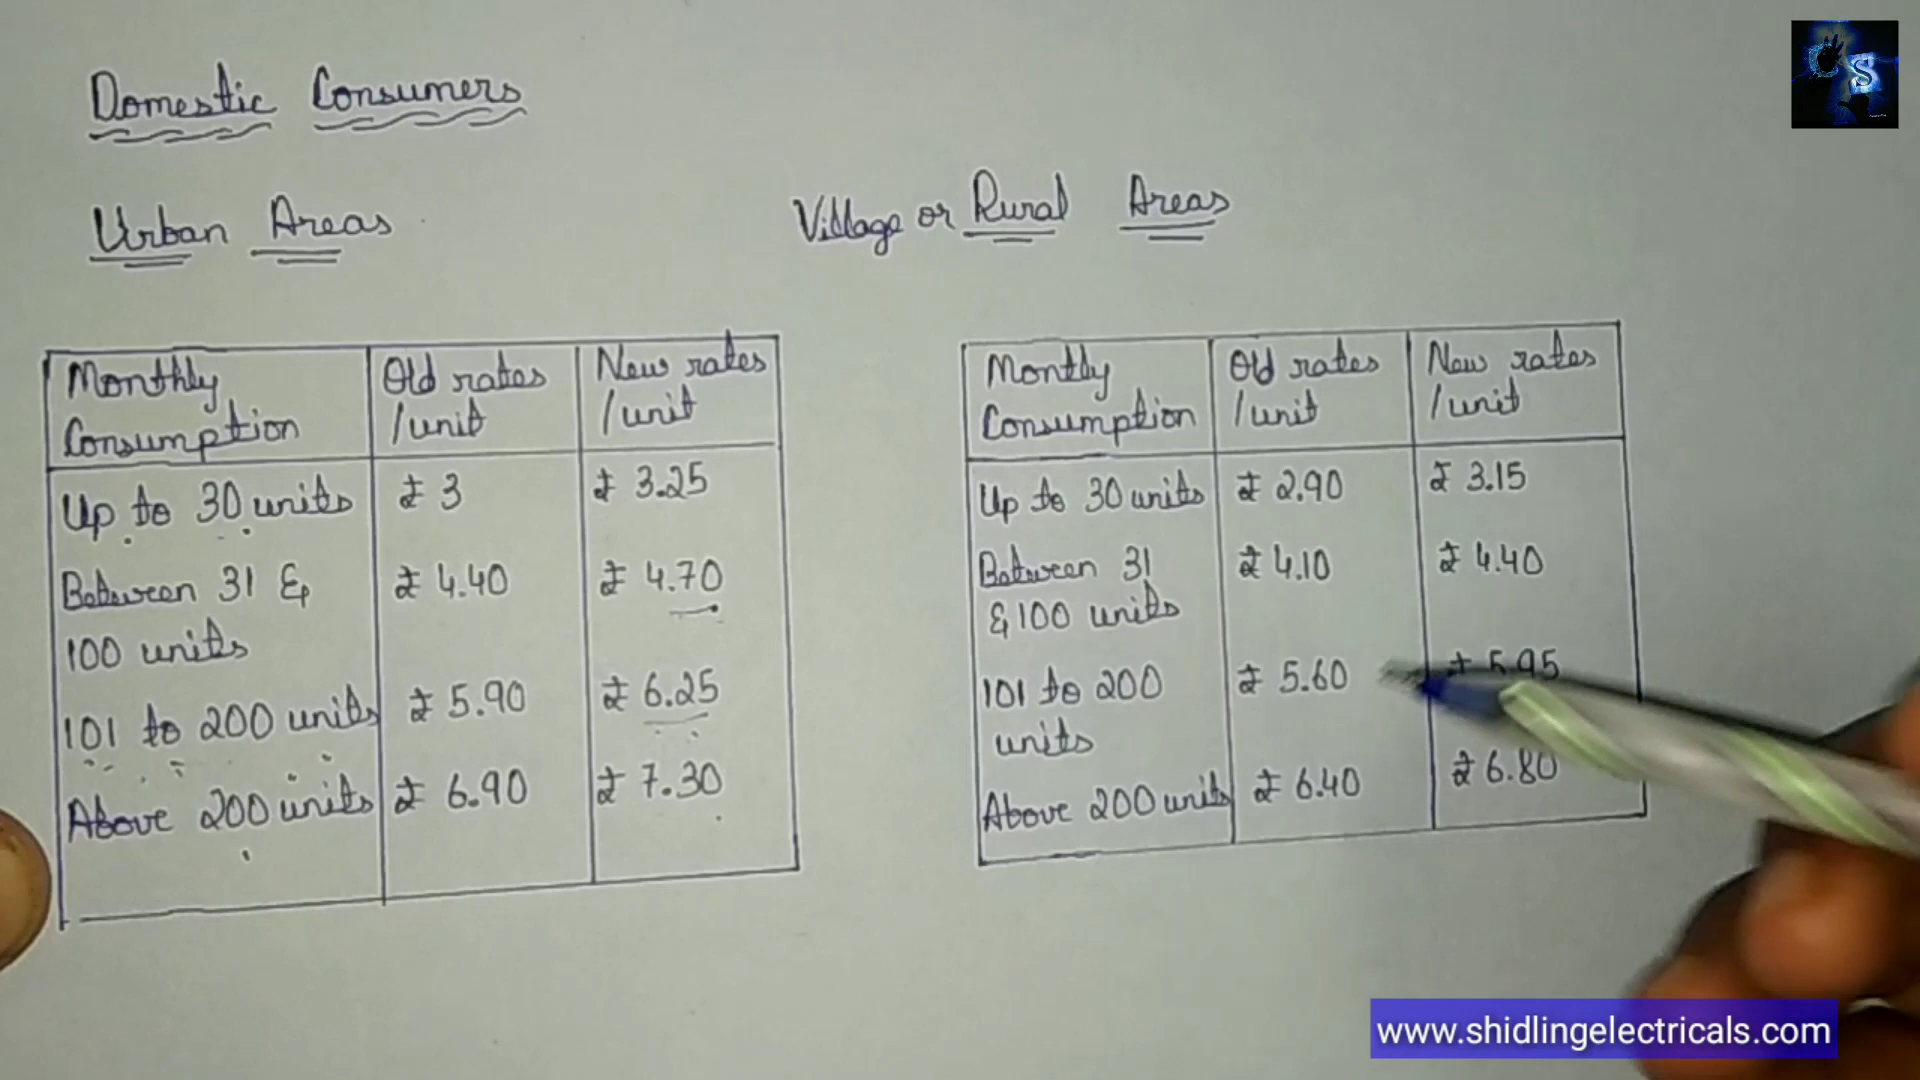 Domestic Consumers
Urban Areas
Village or Rural Areas
Monthly Consumption
Old rates /unit
New rates /unit
Up to 30 units ₹ 3 ₹ 3.25
Between 31 & ₹ 4.40 ₹ 4.70
100 units
101 to 200 units ₹ 5.90 ₹ 6.25
Above 200 units ₹ 6.90 ₹ 7.30
Montly Consumption
Old rates /unit
New rates /unit
Up to 30 units ₹ 2.90 ₹ 3.15
Between 31 ₹ 4.10 ₹ 4.40
& 100 units
101 to 200 ₹ 5.60 ₹ 5.95
units
Above 200 units ₹ 6.40 ₹ 6.80
S
www.shidlingelectricals.com